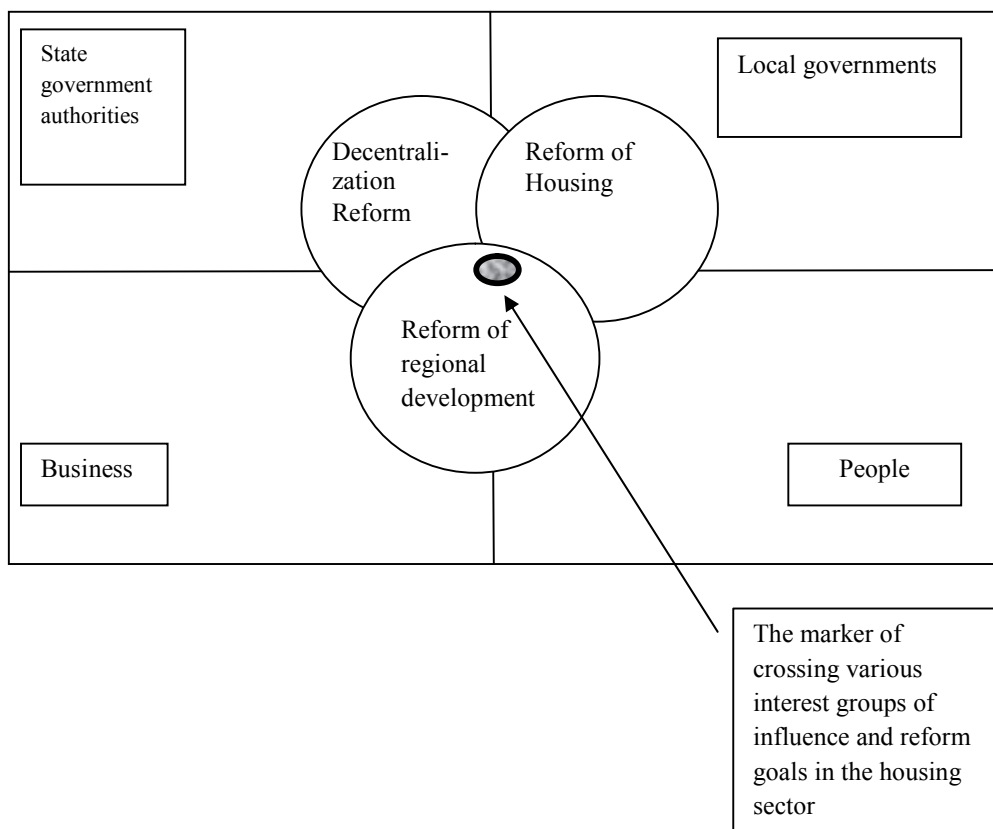 State
government
authorities
Local governments
Decentrali-
zation
Reform
Reform of
Housing
Reform of
regional
development
Business
People
The marker of
crossing various
interest groups of
influence and reform
goals in the housing
sector